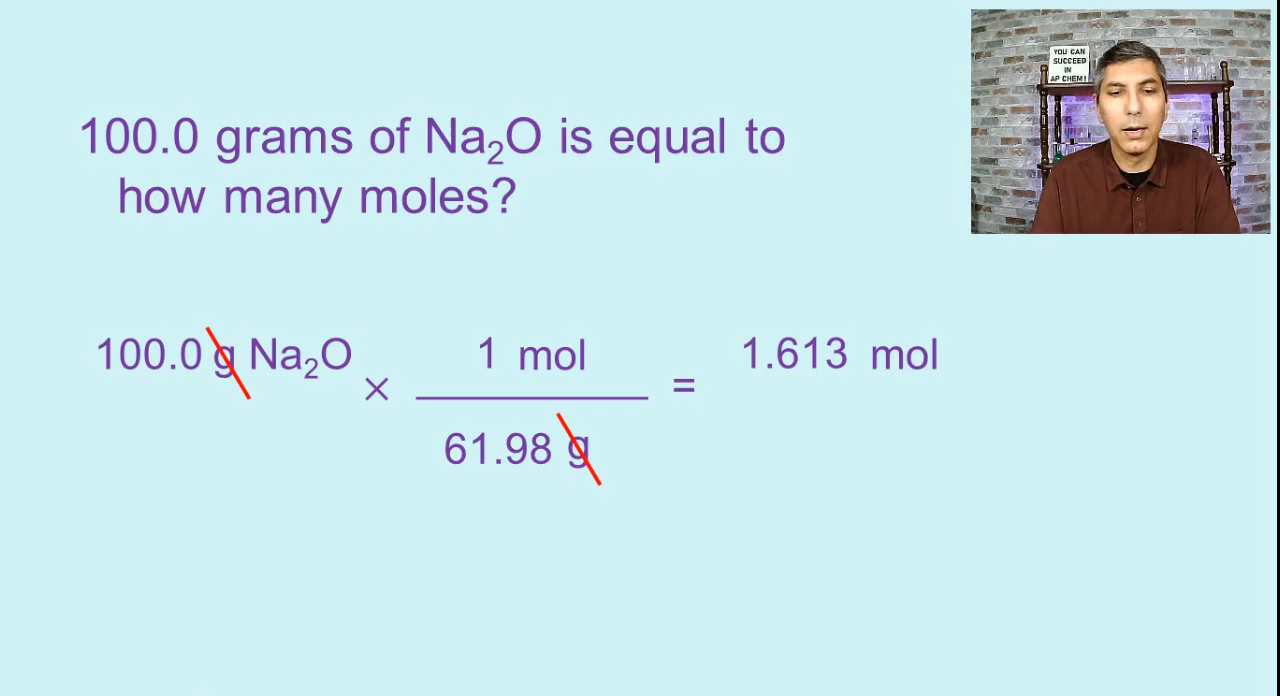 100.0 grams of Na₂O is equal to
how many moles?
100.0 g Na₂O × 1 mol / 61.98 g = 1.613 mol
YOU CAN
SUCCEED
IN
AP CHEM!